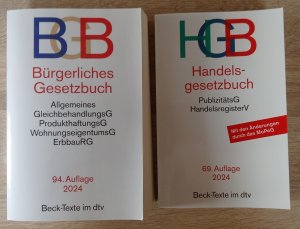 BGB
Bürgerliches
Gesetzbuch
Allgemeines
GleichbehandlungsG
ProdukthaftungsG
WohnungseigentumsG
ErbbauRG
94. Auflage
2024
Beck-Texte im dtv
HGB
Handels-
gesetzbuch
PublizitätsG
HandelsregisterV
Mit den Änderungen
durch das MoPeG
69. Auflage
2024
Beck-Texte im dtv